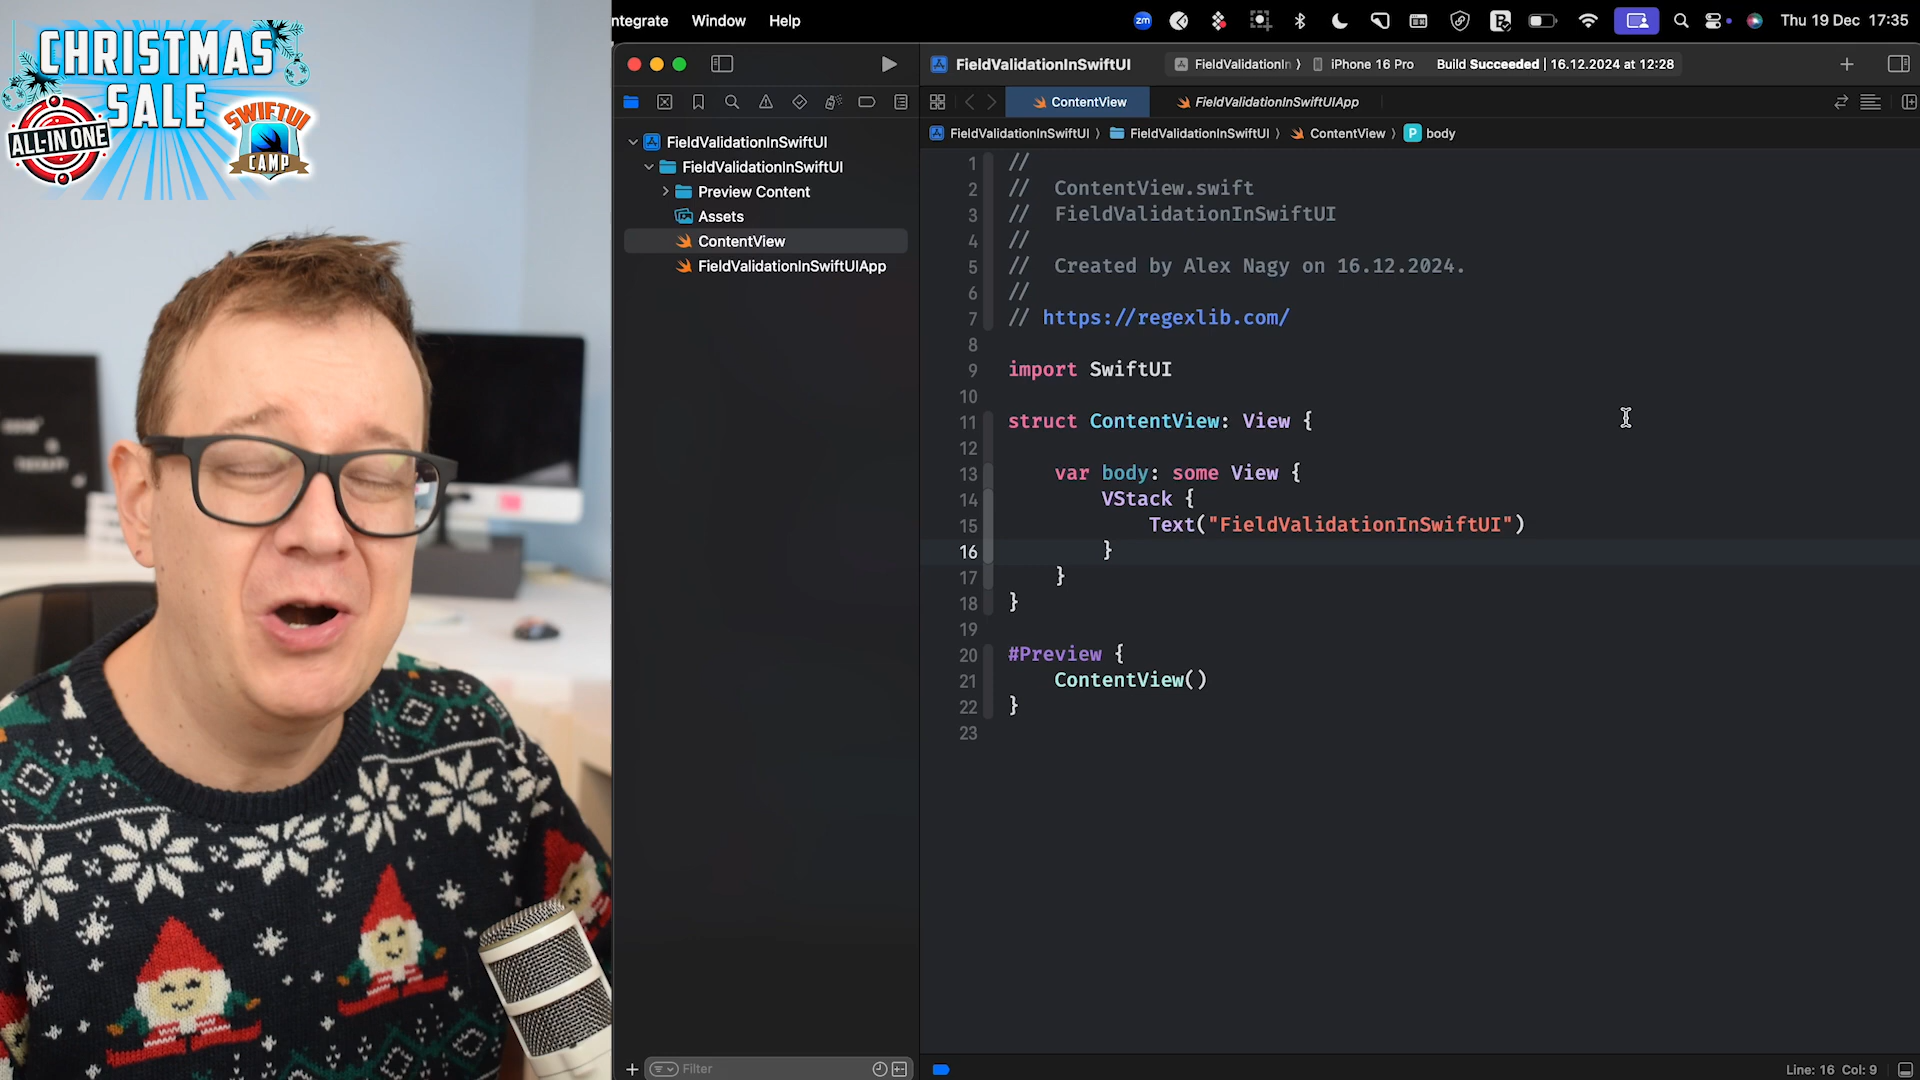 CHRISTMAS
SALE
ALL-IN ONE
SWIFTUI
CAMP
ntegrate Window Help
zm
Thu 19 Dec 17:35
FieldValidationInSwiftUI
FieldValidationIn 〉 iPhone 16 Pro
Build Succeeded | 16.12.2024 at 12:28
ContentView
FieldValidationInSwiftUIApp
FieldValidationInSwiftUI 〉 FieldValidationInSwiftUI 〉 ContentView 〉 P body
FieldValidationInSwiftUI
FieldValidationInSwiftUI
Preview Content
Assets
ContentView
FieldValidationInSwiftUIApp
1 //
2 // ContentView.swift
3 // FieldValidationInSwiftUI
4 //
5 // Created by Alex Nagy on 16.12.2024.
6 //
7 // https://regexlib.com/
8
9 import SwiftUI
10
11 struct ContentView: View {
12
13 var body: some View {
14 VStack {
15 Text("FieldValidationInSwiftUI")
16 }
17 }
18 }
19
20 #Preview {
21 ContentView()
22 }
23
Filter
Line: 16 Col: 9